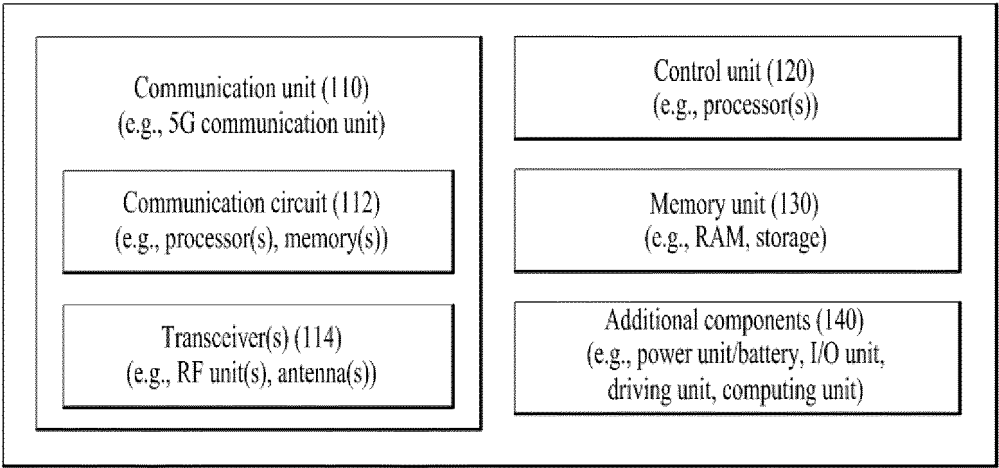 Communication unit (110)
(e.g., 5G communication unit)
Communication circuit (112)
(e.g., processor(s), memory(s))
Transceiver(s) (114)
(e.g., RF unit(s), antenna(s))
Control unit (120)
(e.g., processor(s))
Memory unit (130)
(e.g., RAM, storage)
Additional components (140)
(e.g., power unit/battery, I/O unit,
driving unit, computing unit)